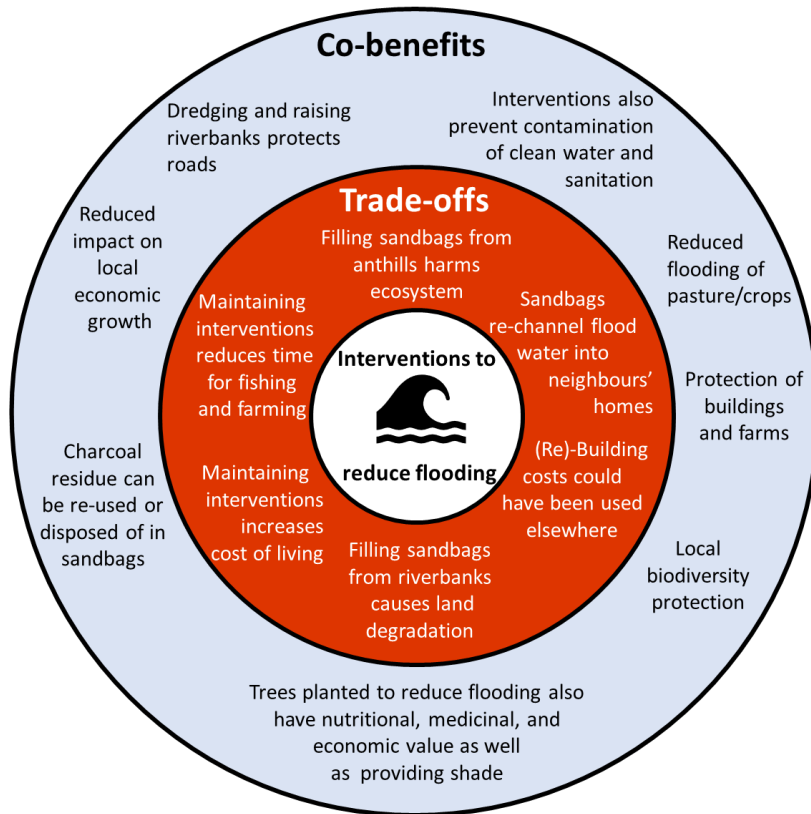 Co-benefits
Dredging and raising
riverbanks protects
roads
Interventions also
prevent contamination
of clean water and
sanitation
Reduced
impact on
local
economic
growth
Reduced
flooding of
pasture/crops
Protection of
buildings
and farms
Charcoal
residue can
be re-used or
disposed of in
sandbags
Local
biodiversity
protection
Trees planted to reduce flooding also
have nutritional, medicinal, and
economic value as well
as providing shade
Trade-offs
Filling sandbags from
anthills harms
ecosystem
Maintaining
interventions
reduces time
for fishing
and farming
Sandbags
re-channel flood
water into
neighbours’
homes
Maintaining
interventions
increases
cost of living
(Re)-Building
costs could
have been used
elsewhere
Filling sandbags
from riverbanks
causes land
degradation
Interventions to
reduce flooding